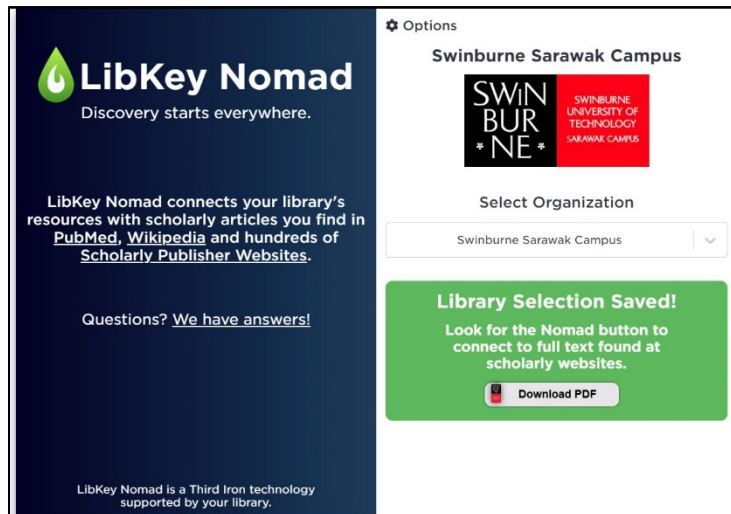 LibKey Nomad
Discovery starts everywhere.
LibKey Nomad connects your library's
resources with scholarly articles you find in
PubMed, Wikipedia and hundreds of
Scholarly Publisher Websites.
Questions? We have answers!
LibKey Nomad is a Third Iron technology
supported by your library.
Options
Swinburne Sarawak Campus
SWIN
BUR
* NE *
SWINBURNE
UNIVERSITY OF
TECHNOLOGY
SARAWAK CAMPUS
Select Organization
Swinburne Sarawak Campus
Library Selection Saved!
Look for the Nomad button to
connect to full text found at
scholarly websites.
Download PDF